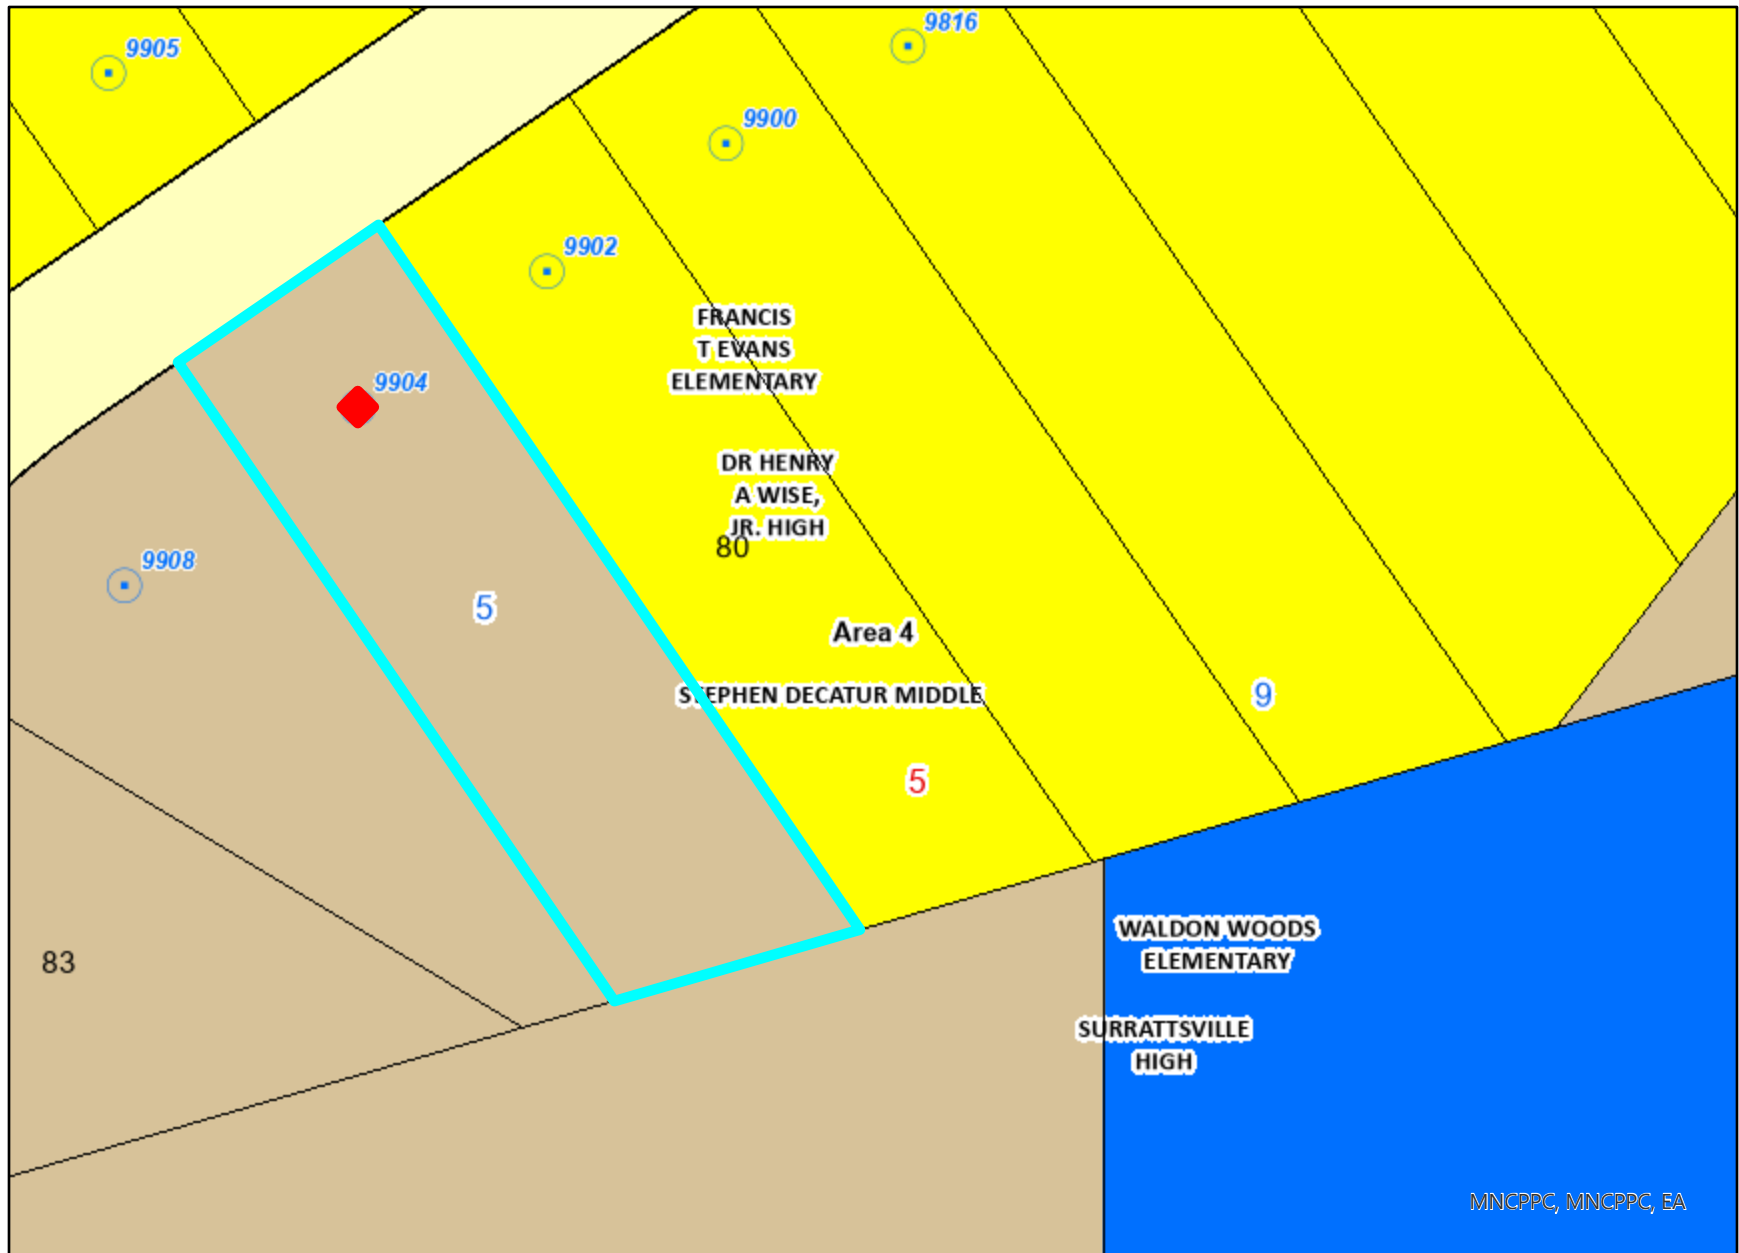 9816
9905
9900
9902
FRANCIS
T EVANS
ELEMENTARY
9904
DR HENRY
A WISE,
JR. HIGH
80
9908
5
Area 4
STEPHEN DECATUR MIDDLE
9
5
WALDON WOODS
ELEMENTARY
83
SURRATTSVILLE
HIGH
MNCPPC, MNCPPC, EA